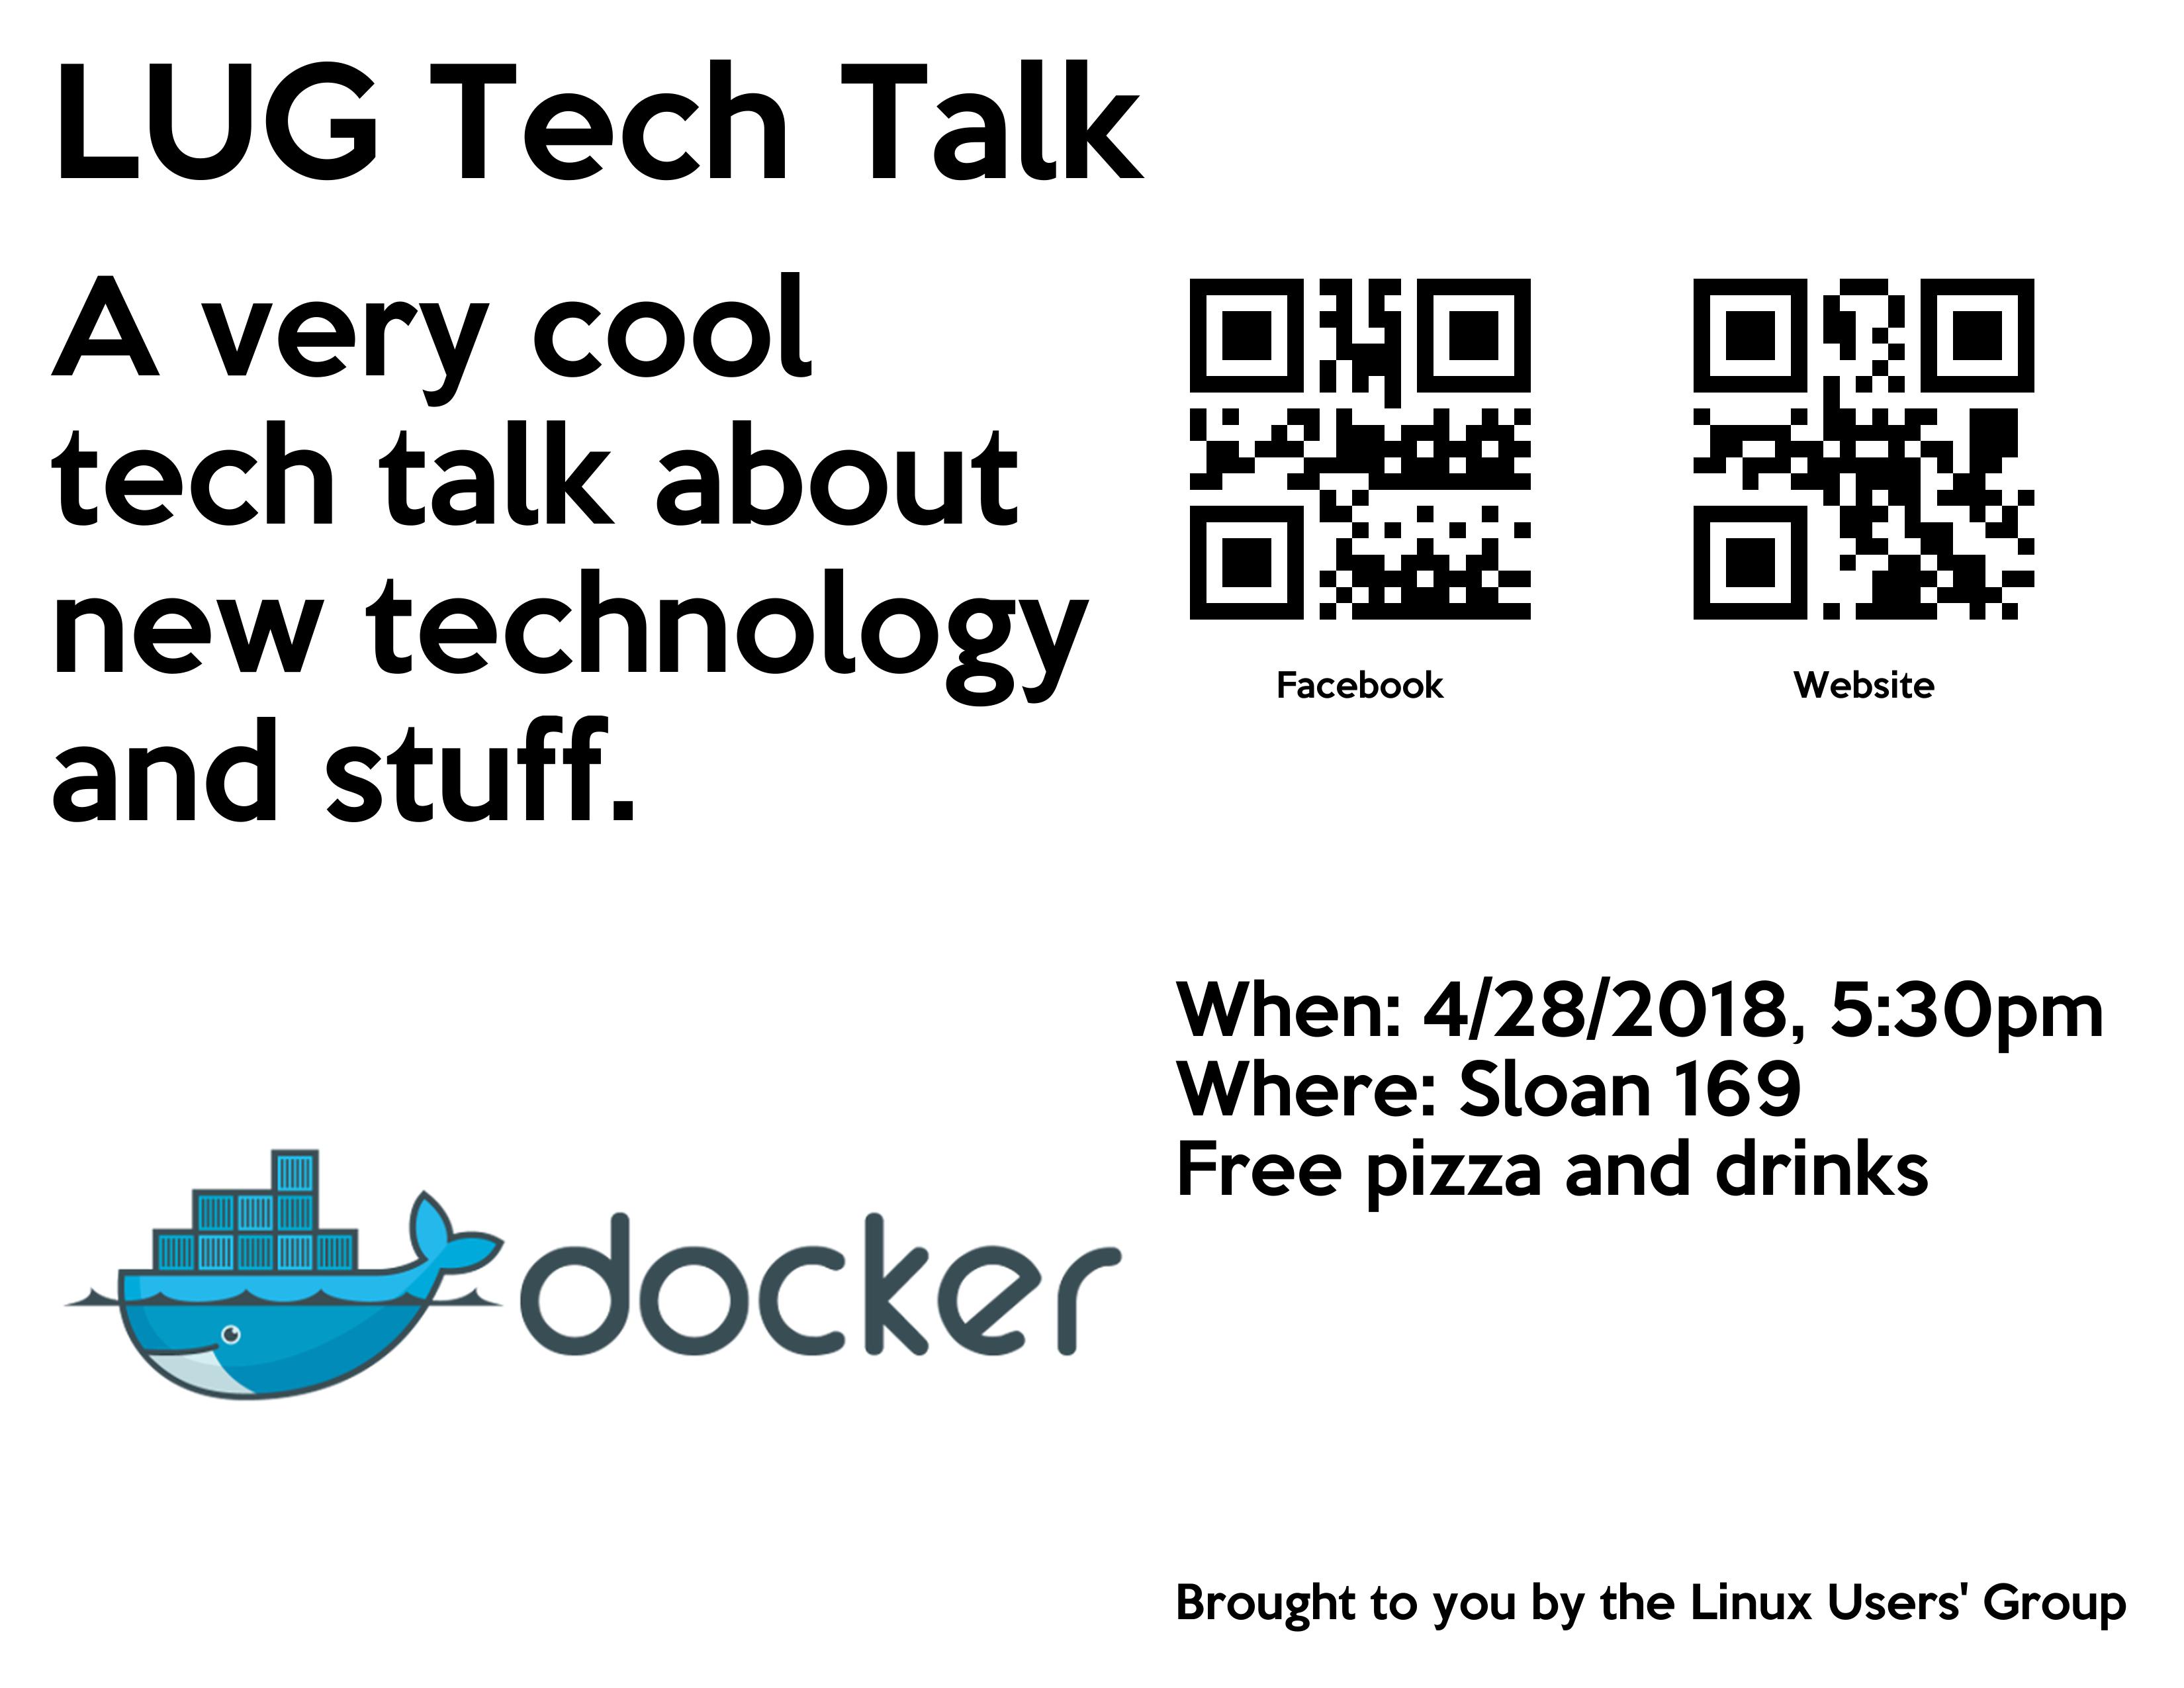 LUG Tech Talk
A very cool
tech talk about
new technology
and stuff.
Facebook
Website
When: 4/28/2018, 5:30pm
Where: Sloan 169
Free pizza and drinks
docker
Brought to you by the Linux Users' Group